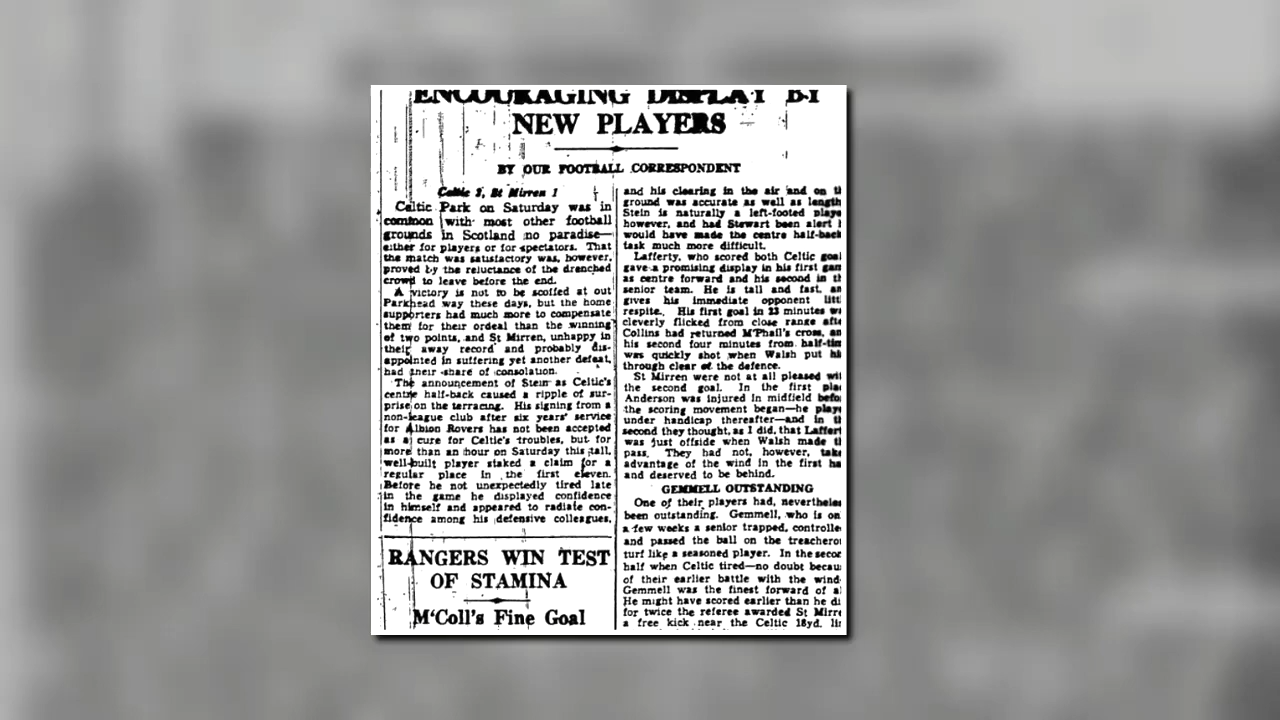 ENCOURAGING DISPLAY BY
NEW PLAYERS
BY OUR FOOTBALL CORRESPONDENT
Celtic 2, St Mirren 1
Celtic Park on Saturday was in
common with most other football
grounds in Scotland no paradise—
either for players or for spectators. That
the match was satisfactory was, however,
proved by the reluctance of the drenched
crowd to leave before the end.
A victory is not to be scoffed at out
Parkhead way these days, but the home
supporters had much more to compensate
them for their ordeal than the winning
of two points, and St Mirren, unhappy in
their away record and probably dis-
appointed in suffering yet another defeat,
had their share of consolation.
The announcement of Stein as Celtic's
centre half-back caused a ripple of sur-
prise on the terracing. His signing from a
non-league club after six years' service
for Albion Rovers has not been accepted
as a cure for Celtic's troubles, but for
more than an hour on Saturday this tall,
well-built player staked a claim for a
regular place in the first eleven.
Before he not unexpectedly tired late
in the game he displayed confidence
in himself and appeared to radiate con-
fidence among his defensive colleagues,
RANGERS WIN TEST
OF STAMINA
M'Coll's Fine Goal
and his clearing in the air and on t
ground was accurate as well as length
Stein is naturally a left-footed playe
however, and had Stewart been alert
would have made the centre half-back
task much more difficult.
Lafferty, who scored both Celtic goal
gave a promising display in his first gam
as centre forward and his second in t
senior team. He is tall and fast, an
gives his immediate opponent litt
respite. His first goal in 23 minutes w
cleverly flicked from close range afte
Collins had returned M'Phail's cross, an
his second four minutes from half-tim
was quickly shot when Walsh put hi
through clear of the defence.
St Mirren were not at all pleased wit
the second goal. In the first pla
Anderson was injured in midfield befo
the scoring movement began—he playe
under handicap thereafter—and in t
second they thought, as I did, that Laffert
was just offside when Walsh made t
pass. They had not, however, take
advantage of the wind in the first ha
and deserved to be behind.
GEMMELL OUTSTANDING
One of their players had, nevertheles
been outstanding. Gemmell, who is on
a few weeks a senior trapped, controlle
and passed the ball on the treachero
turf like a seasoned player. In the seco
half when Celtic tired—no doubt becau
of their earlier battle with the wind
Gemmell was the finest forward of a
He might have scored earlier than he di
for twice the referee awarded St Mirre
a free kick near the Celtic 18yd. li